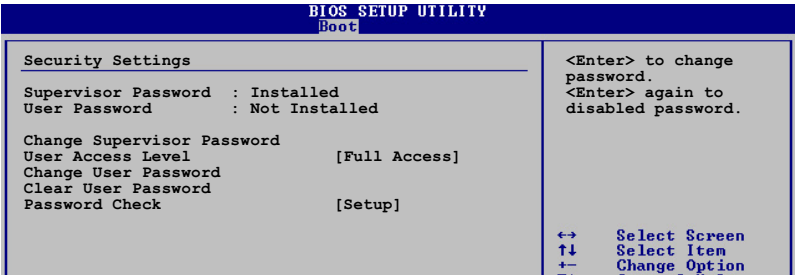 BIOS SETUP UTILITY
Boot
Security Settings
Supervisor Password : Installed
User Password : Not Installed
Change Supervisor Password
User Access Level [Full Access]
Change User Password
Clear User Password
Password Check [Setup]
<Enter> to change
password.
<Enter> again to
disabled password.
←→ Select Screen
↑↓ Select Item
+- Change Option